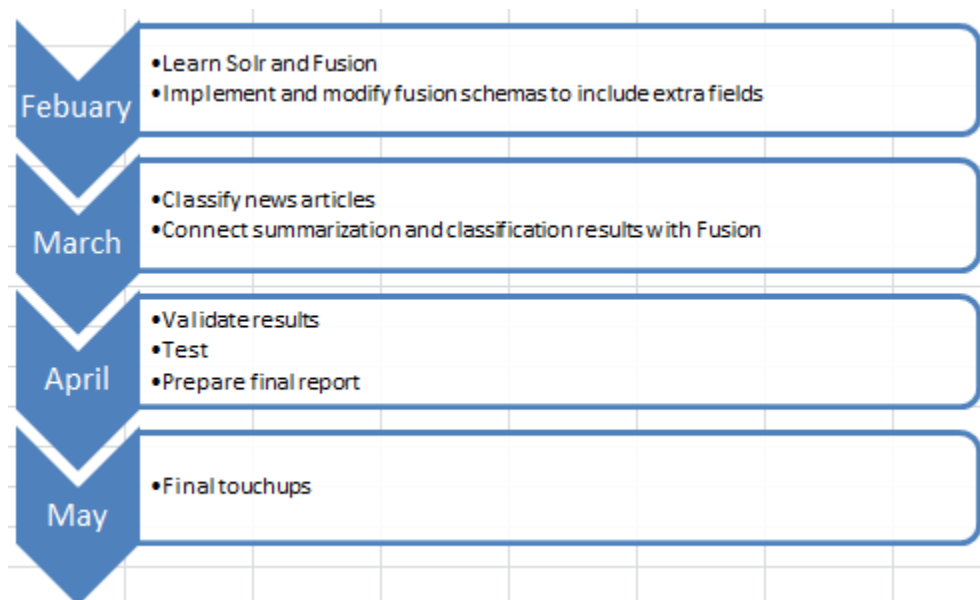 Febuary
•Learn Solr and Fusion
•Implement and modify fusion schemas to include extra fields
March
•Classify news articles
•Connect summarization and classification results with Fusion
April
•Validate results
•Test
•Prepare final report
May
•Final touchups